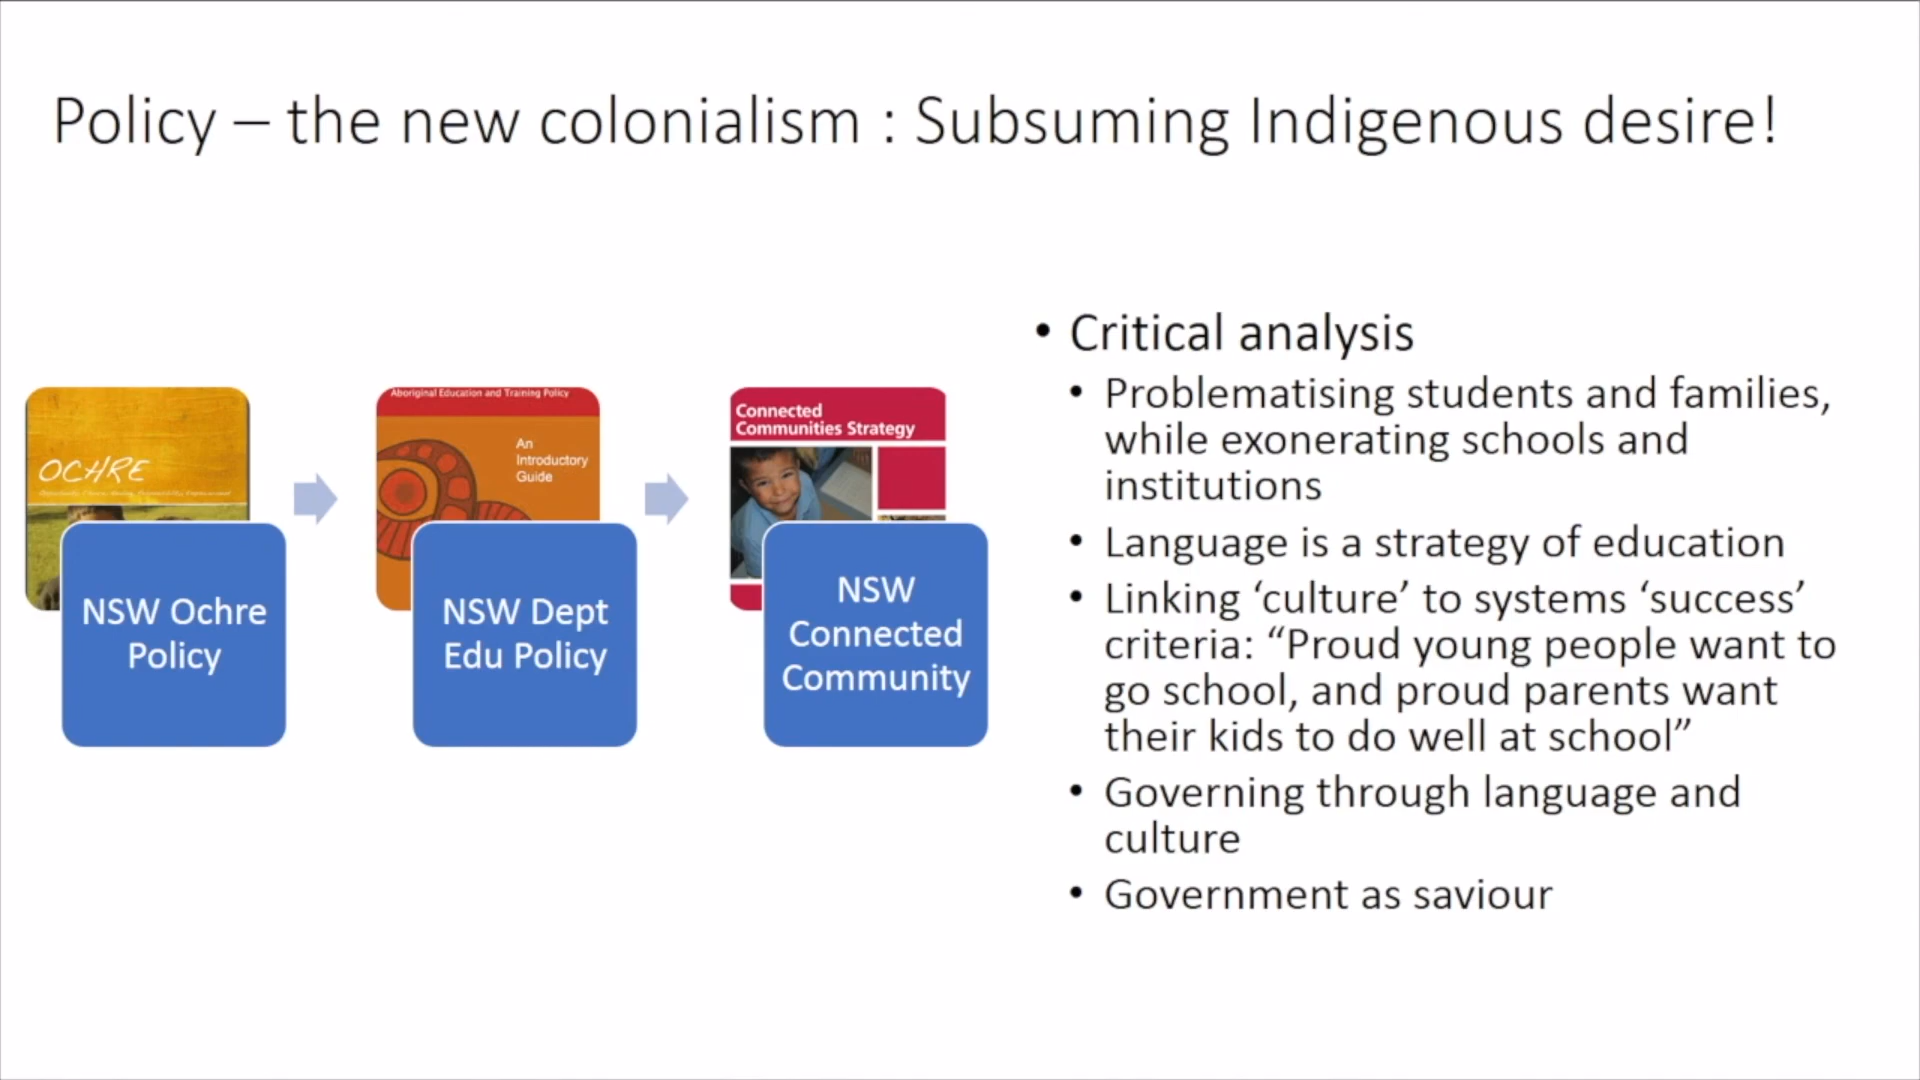 Policy – the new colonialism : Subsuming Indigenous desire!
OCHRE
NSW Ochre
Policy
Aboriginal Education and Training Policy
An
Introductory
Guide
NSW Dept
Edu Policy
Connected
Communities Strategy
NSW
Connected
Community
• Critical analysis
• Problematising students and families,
while exonerating schools and
institutions
• Language is a strategy of education
• Linking ‘culture’ to systems ‘success’
criteria: “Proud young people want to
go school, and proud parents want
their kids to do well at school”
• Governing through language and
culture
• Government as saviour